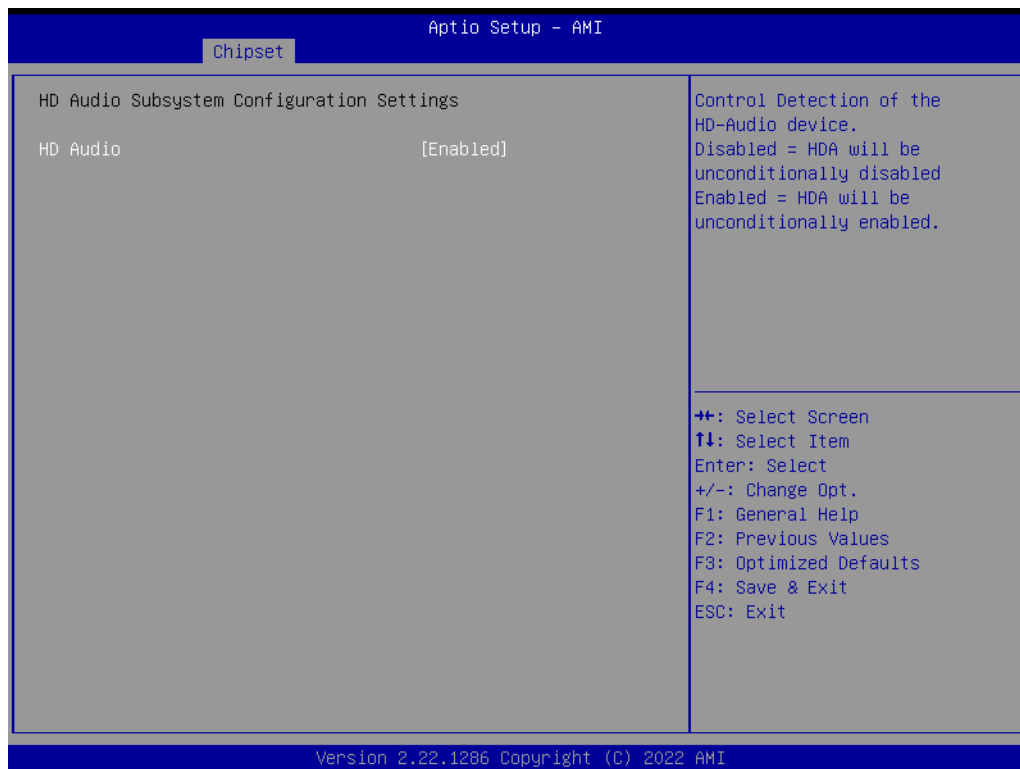 Aptio Setup – AMI
Chipset
HD Audio Subsystem Configuration Settings
HD Audio [Enabled]
Control Detection of the
HD-Audio device.
Disabled = HDA will be
unconditionally disabled
Enabled = HDA will be
unconditionally enabled.
→←: Select Screen
↑↓: Select Item
Enter: Select
+/-: Change Opt.
F1: General Help
F2: Previous Values
F3: Optimized Defaults
F4: Save & Exit
ESC: Exit
Version 2.22.1286 Copyright (C) 2022 AMI